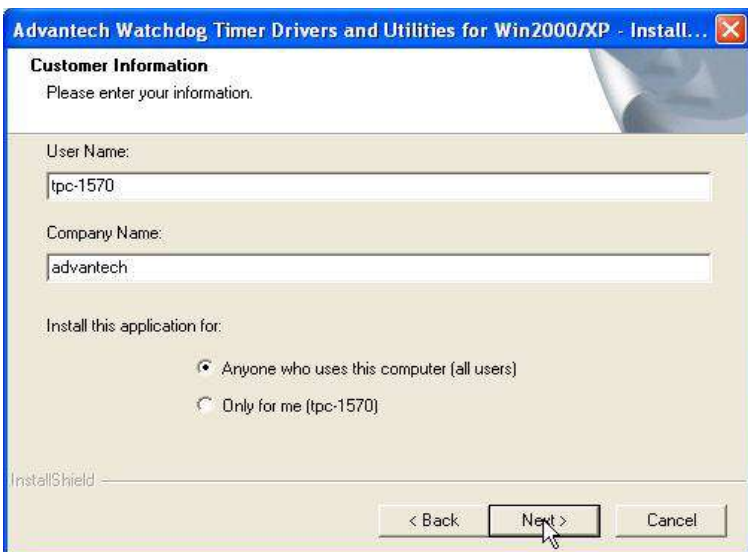 Advantech Watchdog Timer Drivers and Utilities for Win2000/XP - Install...
Customer Information
Please enter your information.
User Name:
tpc-1570
Company Name:
advantech
Install this application for:
Anyone who uses this computer (all users)
Only for me (tpc-1570)
InstallShield
< Back Next > Cancel